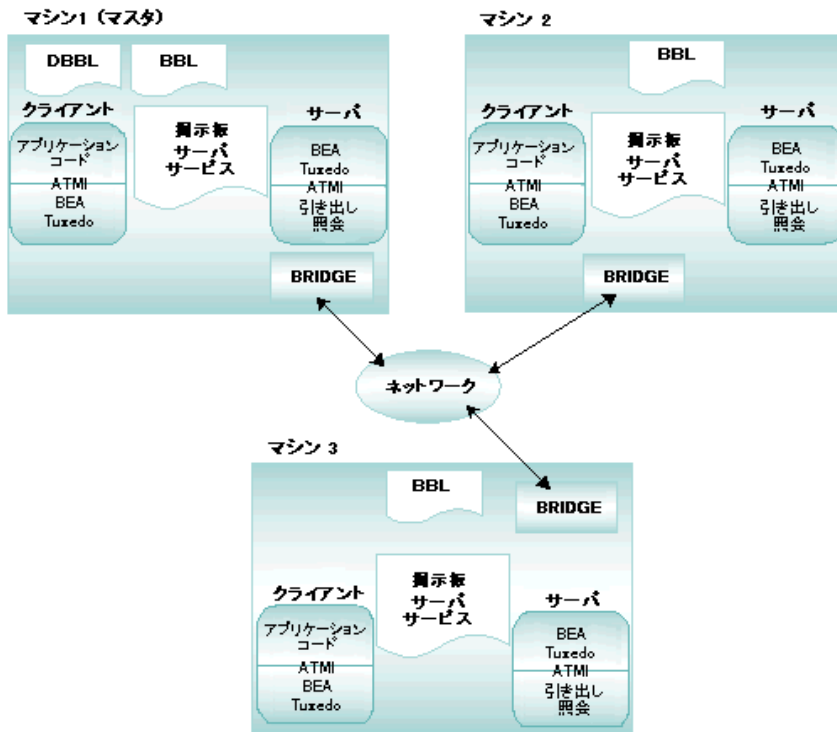 マシン1 (マスタ)
DBBL
BBL
クライアント
アプリケーション
コード
ATMI
BEA
Tuxedo
掲示板
サーバ
サービス
サーバ
BEA
Tuxedo
ATMI
引き出し
照会
BRIDGE
マシン 2
BBL
クライアント
アプリケーション
コード
ATMI
BEA
Tuxedo
掲示板
サーバ
サービス
サーバ
BEA
Tuxedo
ATMI
引き出し
照会
BRIDGE
ネットワーク
マシン 3
BBL
BRIDGE
クライアント
アプリケーション
コード
ATMI
BEA
Tuxedo
掲示板
サーバ
サービス
サーバ
BEA
Tuxedo
ATMI
引き出し
照会